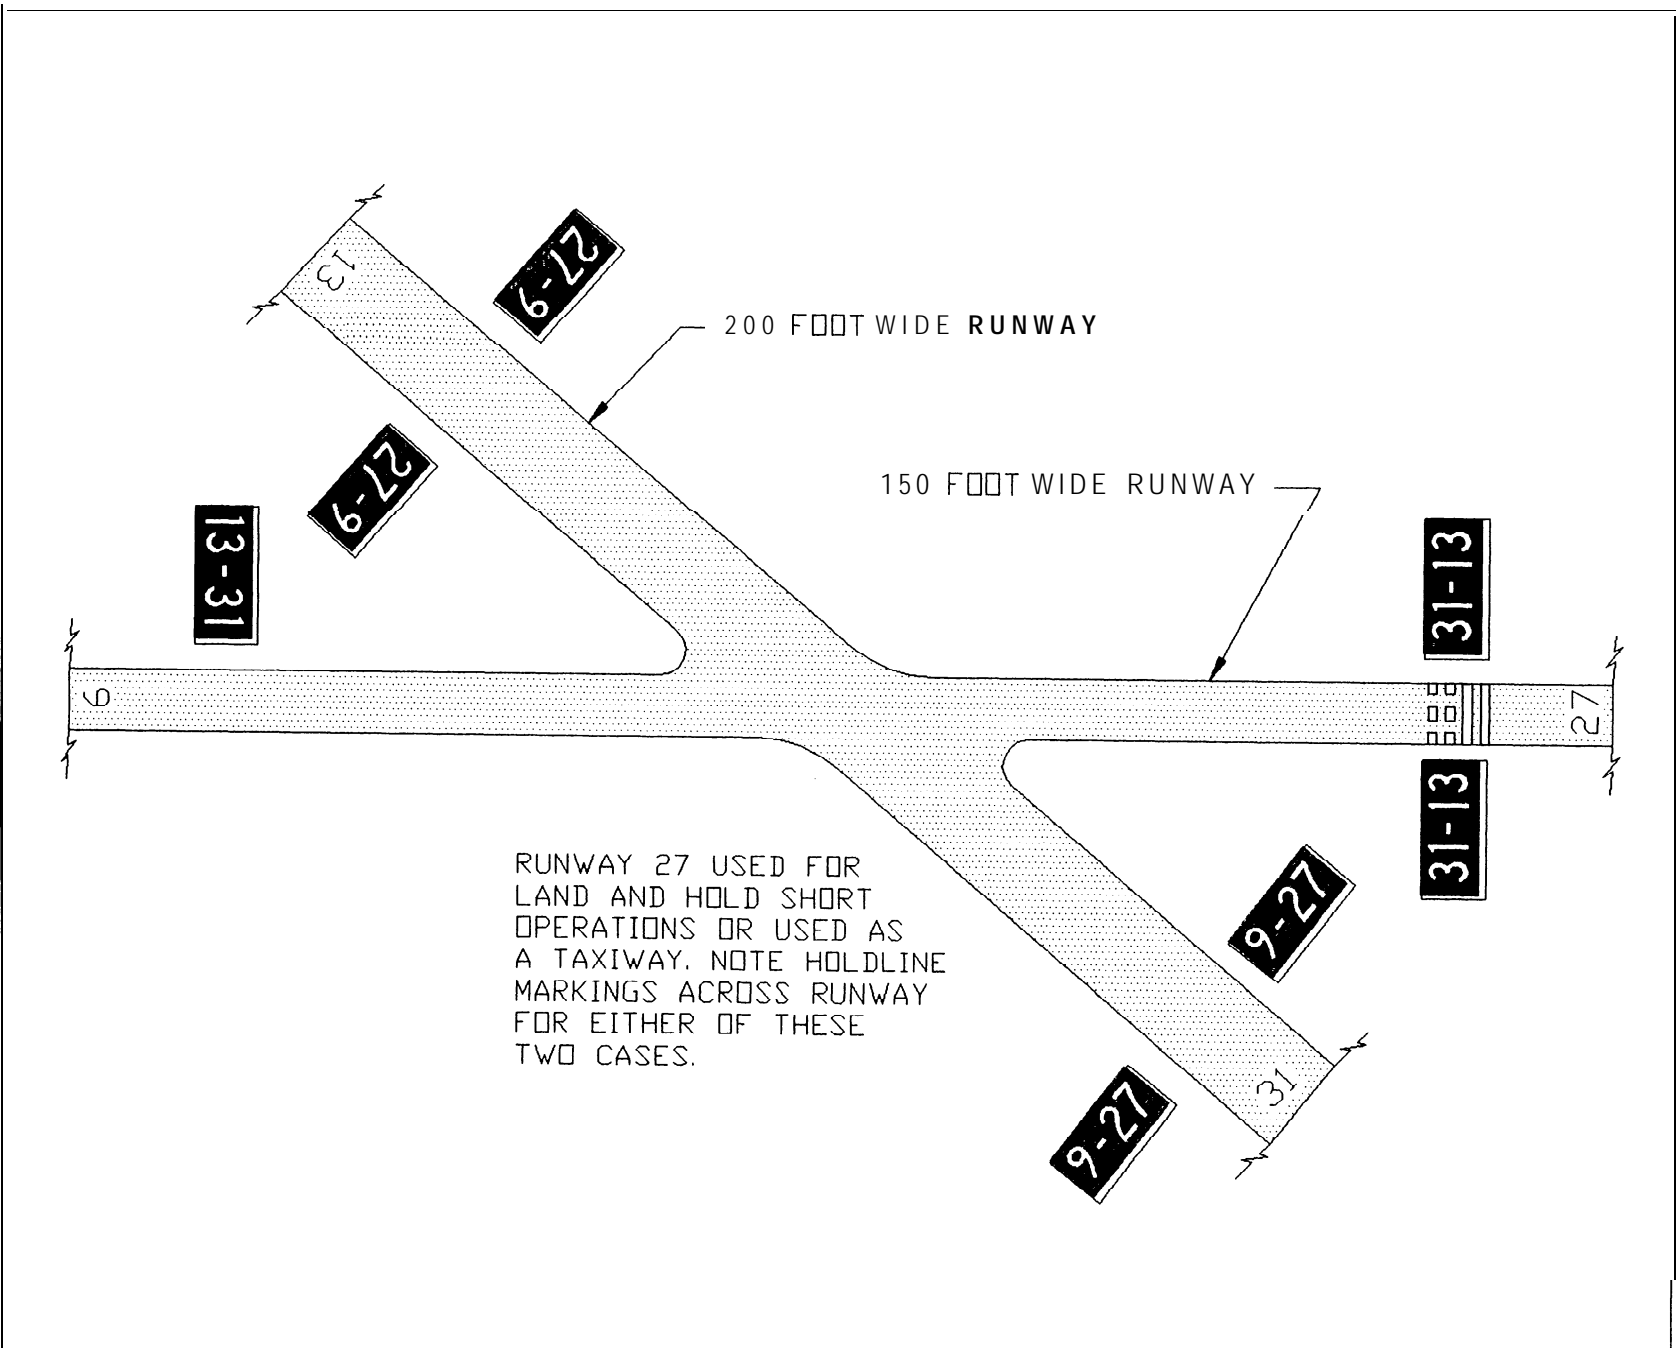 27-9
13
200 FOOT WIDE RUNWAY
27-9
150 FOOT WIDE RUNWAY
13-31
31-13
9
27
31-13
RUNWAY 27 USED FOR
LAND AND HOLD SHORT
OPERATIONS OR USED AS
A TAXIWAY. NOTE HOLDLINE
MARKINGS ACROSS RUNWAY
FOR EITHER OF THESE
TWO CASES.
9-27
31
9-27